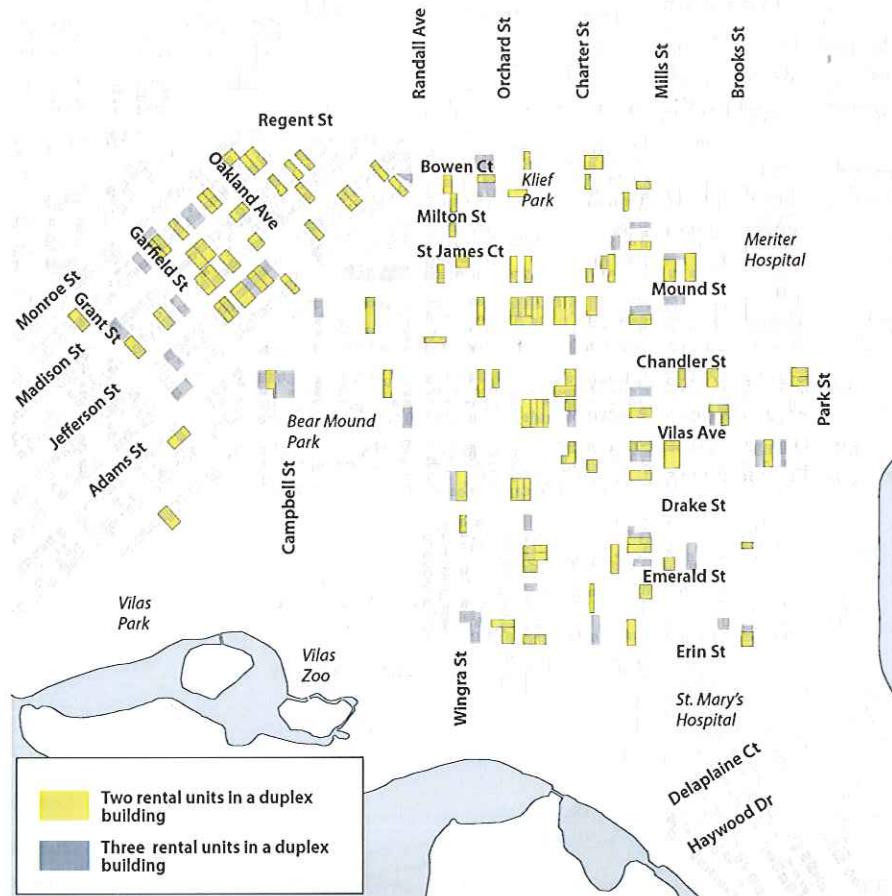 Randall Ave
Orchard St
Charter St
Mills St
Brooks St
Regent St
Oakland Ave
Bowen Ct
Klief
Park
Milton St
Garfield St
St James Ct
Meriter
Hospital
Monroe St
Grant St
Mound St
Madison St
Chandler St
Jefferson St
Park St
Bear Mound
Park
Vilas Ave
Adams St
Campbell St
Drake St
Emerald St
Vilas
Park
Vilas
Zoo
Wingra St
Erin St
St. Mary's
Hospital
Delaplaine Ct
Haywood Dr
Two rental units in a duplex
building
Three rental units in a duplex
building